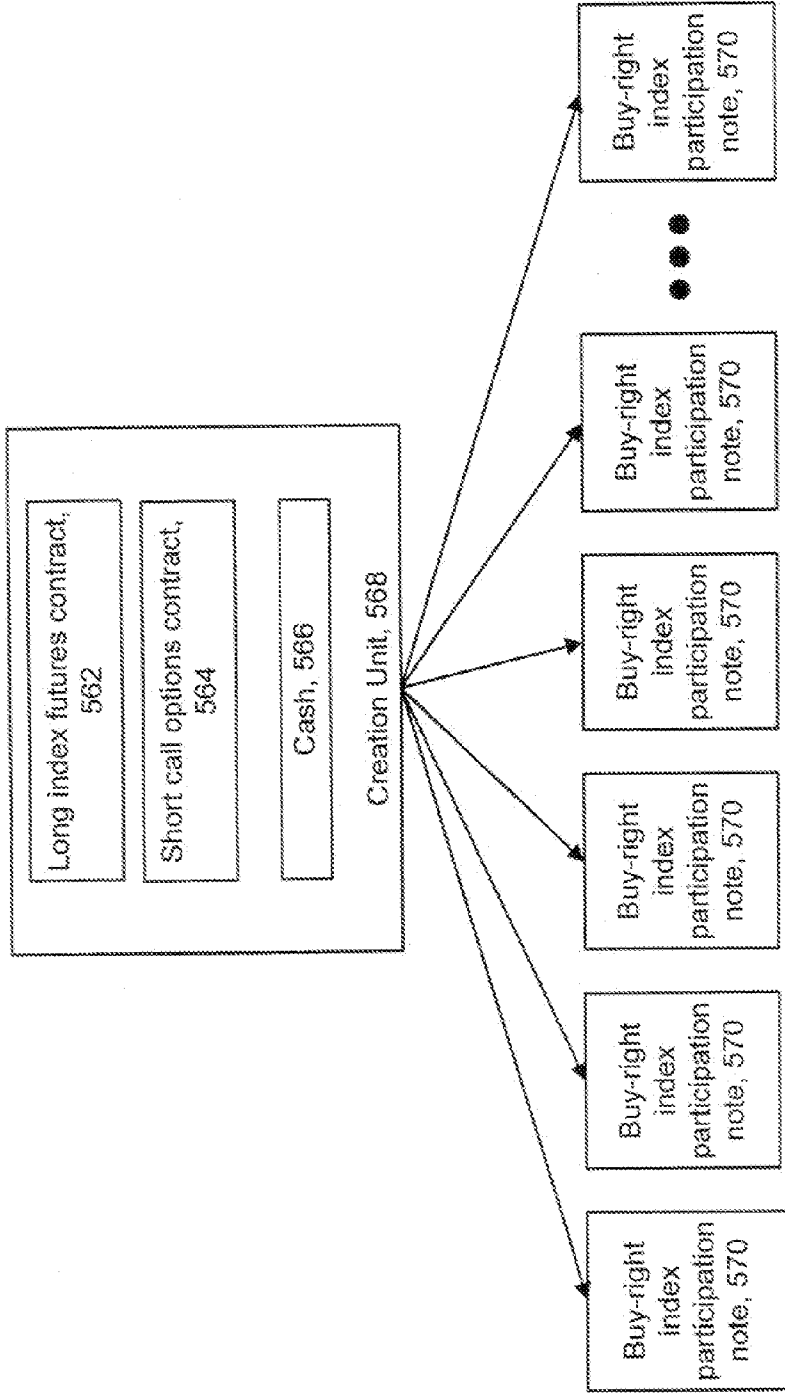 Long index futures contract,
562
Short call options contract,
564
Cash, 566
Creation Unit, 568
Buy-right
index
participation
note, 570
Buy-right
index
participation
note, 570
Buy-right
index
participation
note, 570
Buy-right
index
participation
note, 570
Buy-right
index
participation
note, 570
Buy-right
index
participation
note, 570